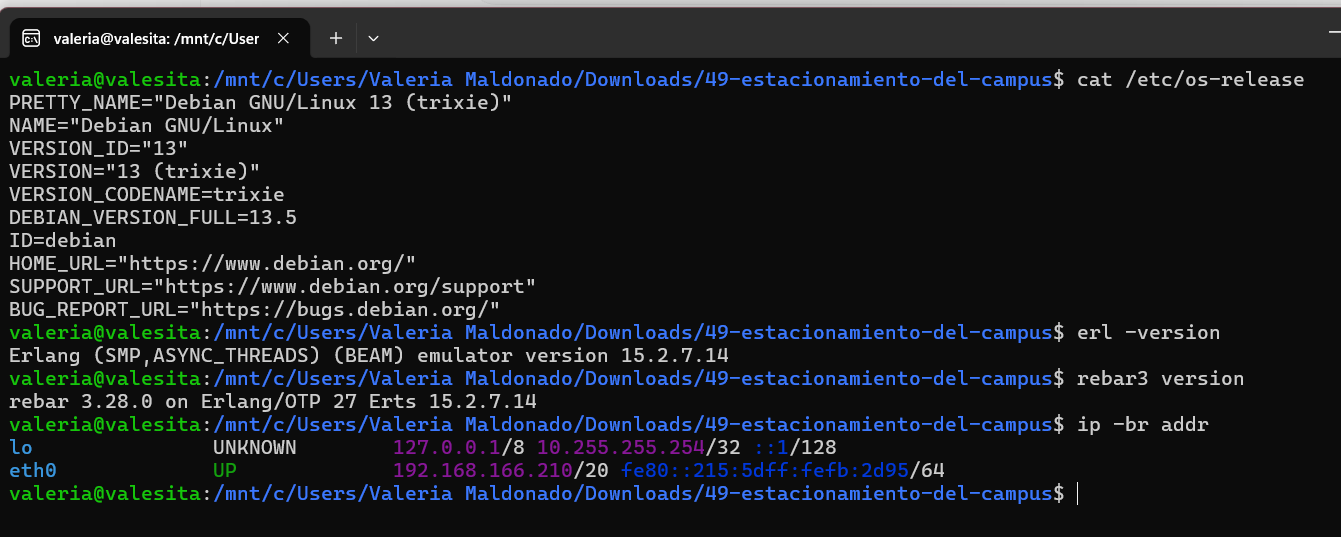 valeria@valesita: /mnt/c/User
valeria@valesita:/mnt/c/Users/Valeria Maldonado/Downloads/49-estacionamiento-del-campus$ cat /etc/os-release
PRETTY_NAME="Debian GNU/Linux 13 (trixie)"
NAME="Debian GNU/Linux"
VERSION_ID="13"
VERSION="13 (trixie)"
VERSION_CODENAME=trixie
DEBIAN_VERSION_FULL=13.5
ID=debian
HOME_URL="https://www.debian.org/"
SUPPORT_URL="https://www.debian.org/support"
BUG_REPORT_URL="https://bugs.debian.org/"
valeria@valesita:/mnt/c/Users/Valeria Maldonado/Downloads/49-estacionamiento-del-campus$ erl -version
Erlang (SMP,ASYNC_THREADS) (BEAM) emulator version 15.2.7.14
valeria@valesita:/mnt/c/Users/Valeria Maldonado/Downloads/49-estacionamiento-del-campus$ rebar3 version
rebar 3.28.0 on Erlang/OTP 27 Erts 15.2.7.14
valeria@valesita:/mnt/c/Users/Valeria Maldonado/Downloads/49-estacionamiento-del-campus$ ip -br addr
lo               UNKNOWN        127.0.0.1/8 10.255.255.254/32 ::1/128
eth0             UP             192.168.166.210/20 fe80::215:5dff:fefb:2d95/64
valeria@valesita:/mnt/c/Users/Valeria Maldonado/Downloads/49-estacionamiento-del-campus$